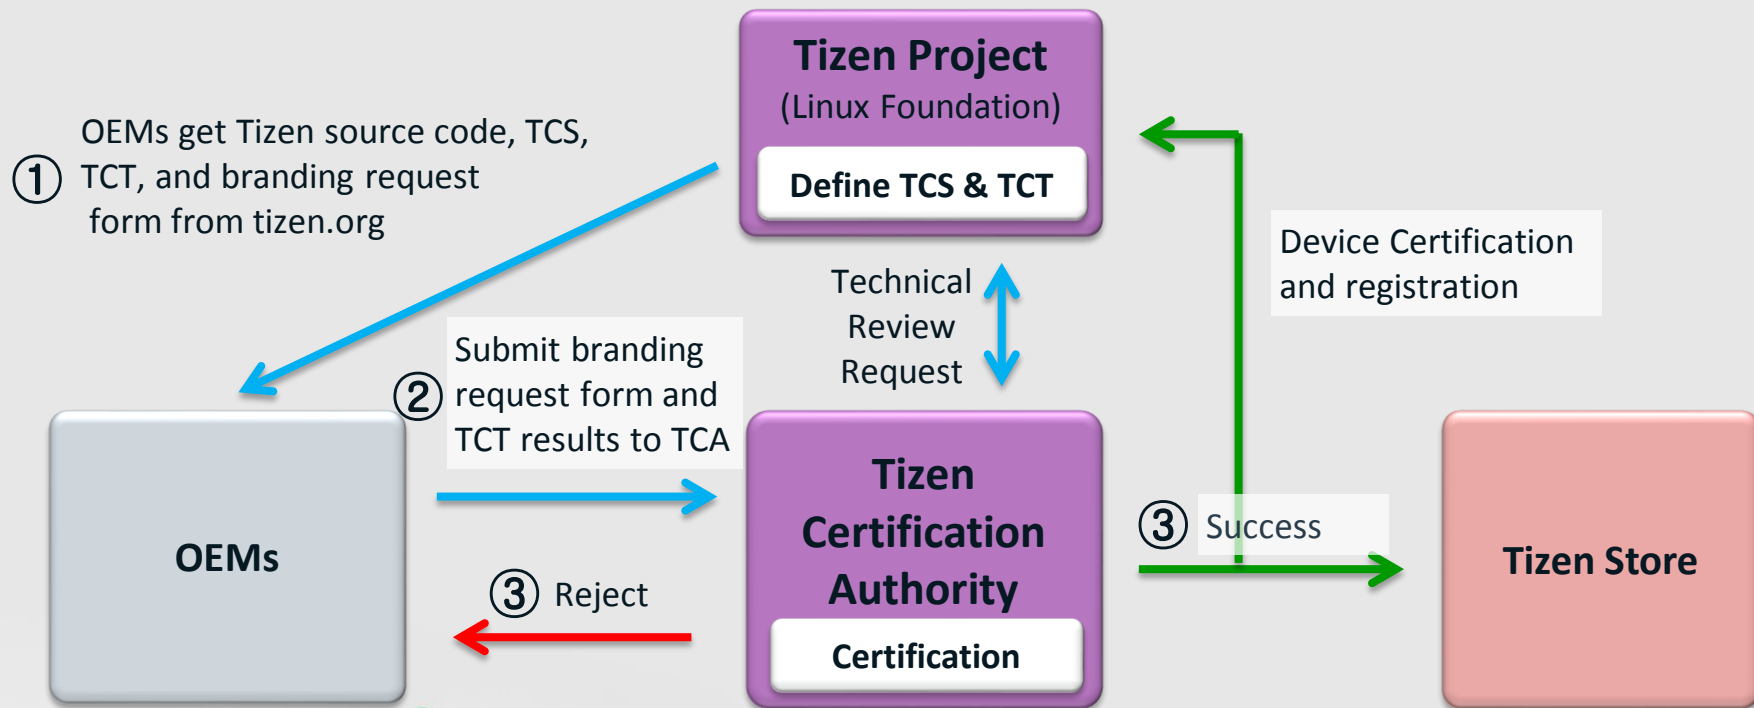 Tizen Project
(Linux Foundation)
Define TCS & TCT
① OEMs get Tizen source code, TCS,
TCT, and branding request
form from tizen.org
Device Certification
and registration
Technical
Review
Request
② Submit branding
request form and
TCT results to TCA
OEMs
Tizen
Certification
Authority
Certification
③ Success
③ Reject
Tizen Store